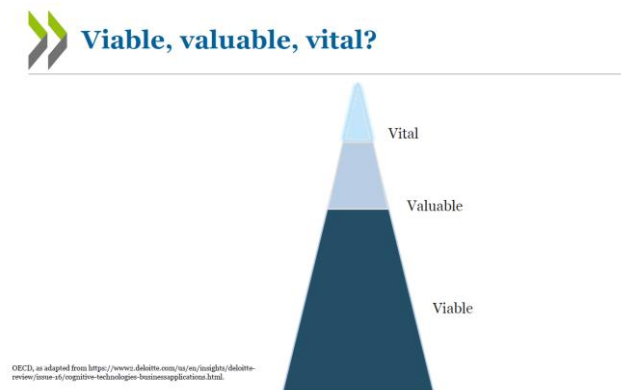 Viable, valuable, vital?
Vital
Valuable
Viable
OECD, as adapted from https://www2.deloitte.com/us/en/insights/deloitte-
review/issue-16/cognitive-technologies-businessapplications.html.